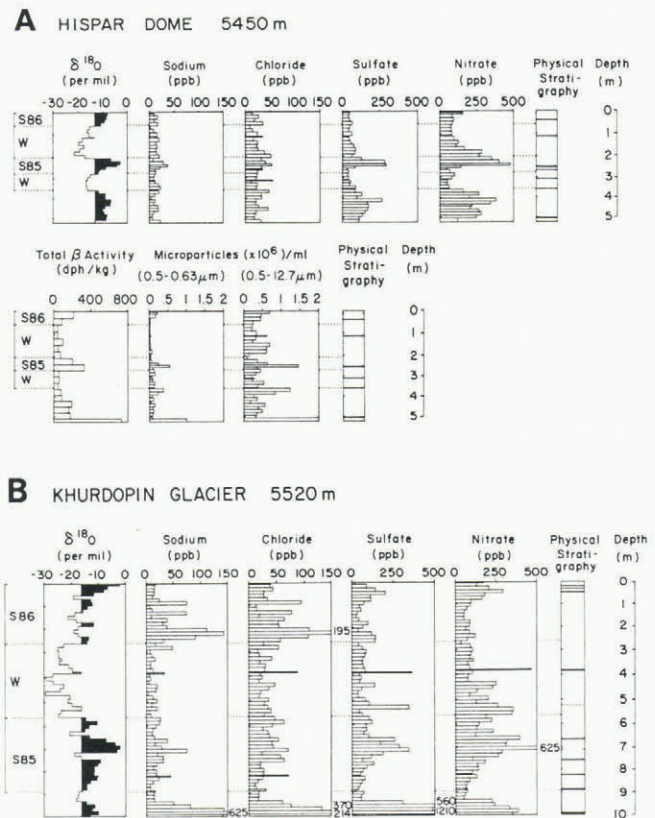 A HISPAR DOME 5450 m
δ 18O Sodium Chloride Sulfate Nitrate Physical Depth
(per mil) (ppb) (ppb) (ppb) (ppb) Strati- (m)
graphy
-30 -20 -10 0 0 50 100 150 0 50 100 150 0 250 500 0 250 500
S86
W
S85
W
0
1
2
3
4
5
Total β Activity Microparticles (x10^6)/ml Physical Depth
(dph/kg) (0.5-0.63μm) (0.5-12.7μm) Strati- (m)
graphy
0 400 800 0 .5 1 1.5 2 0 .5 1 1.5 2
S86
W
S85
W
0
1
2
3
4
5
B KHURDOPIN GLACIER 5520 m
δ 18O Sodium Chloride Sulfate Nitrate Physical Depth
(per mil) (ppb) (ppb) (ppb) (ppb) Strati- (m)
graphy
-30 -20 -10 0 0 50 100 150 0 50 100 150 0 250 500 0 250 500
S86
W
S85
195
625
625
370
214
560
1210
0
1
2
3
4
5
6
7
8
9
10